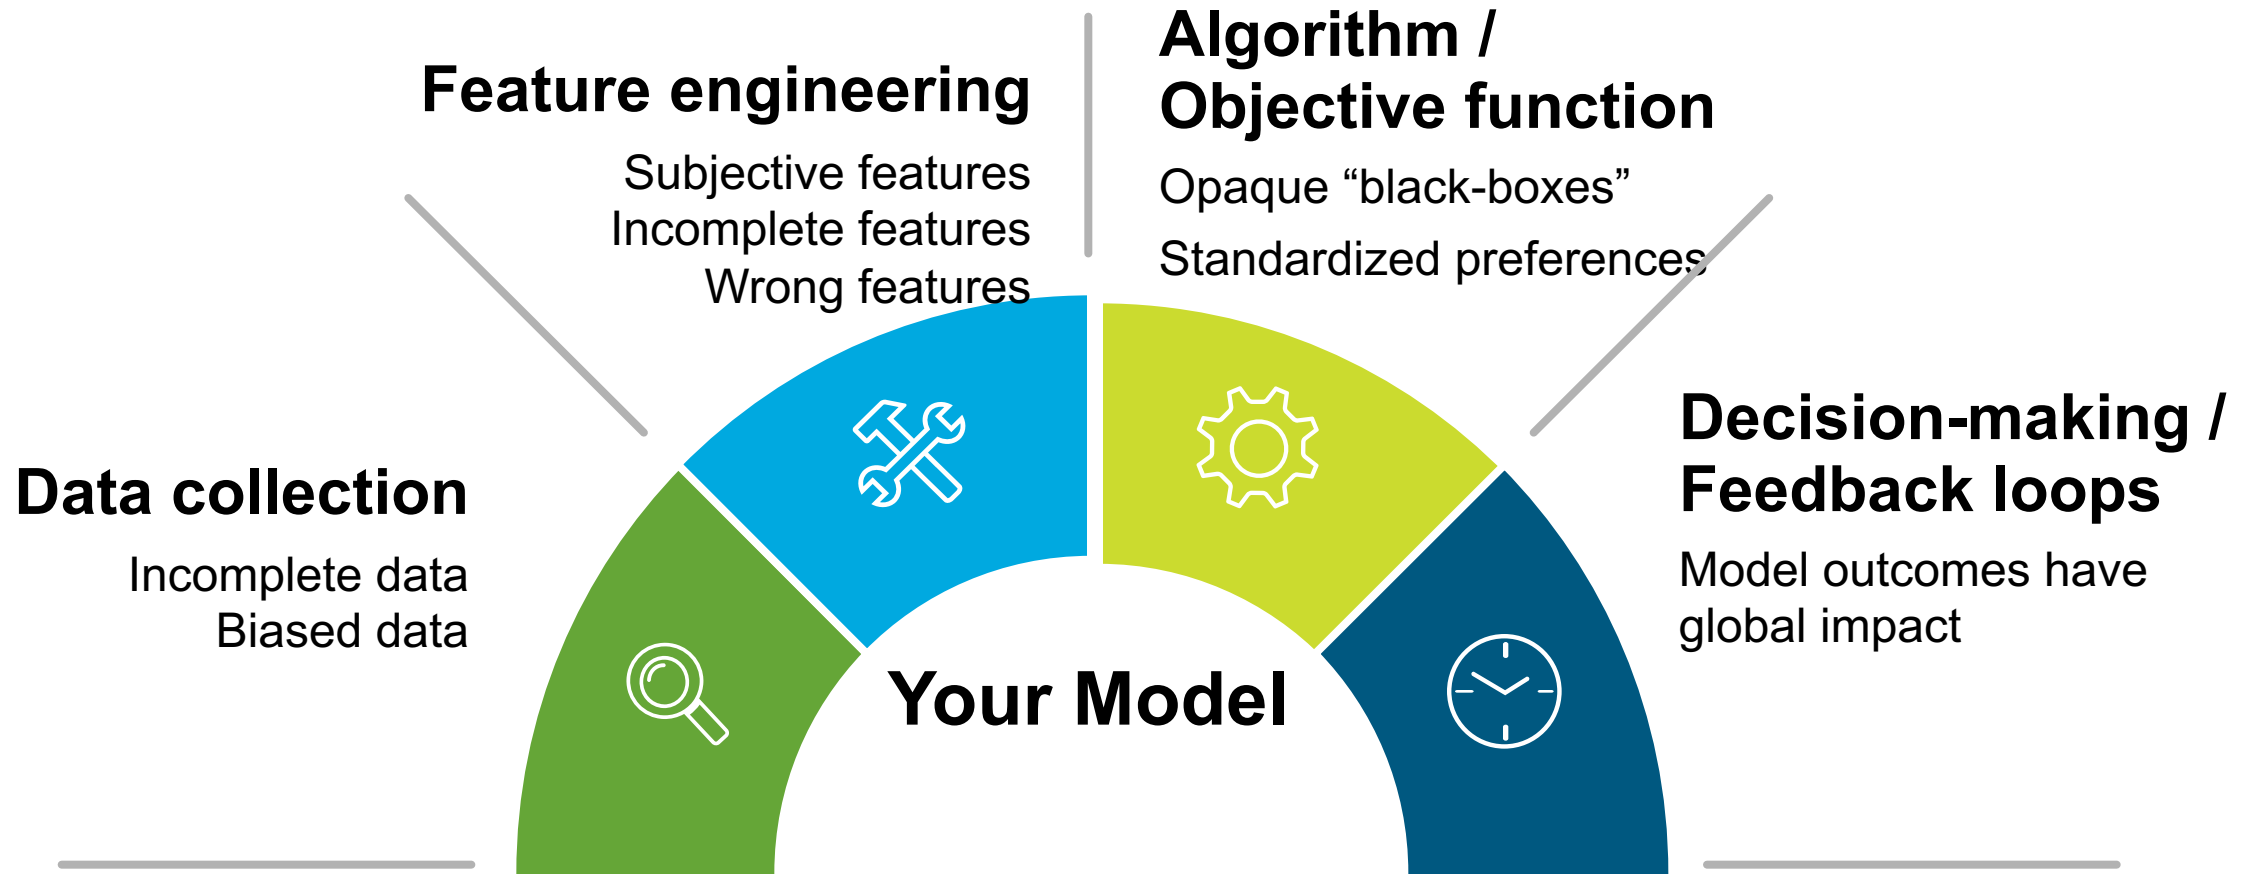 Data collection
Incomplete data
Biased data
Feature engineering
Subjective features
Incomplete features
Wrong features
Algorithm /
Objective function
Opaque “black-boxes”
Standardized preferences
Decision-making /
Feedback loops
Model outcomes have
global impact
Your Model